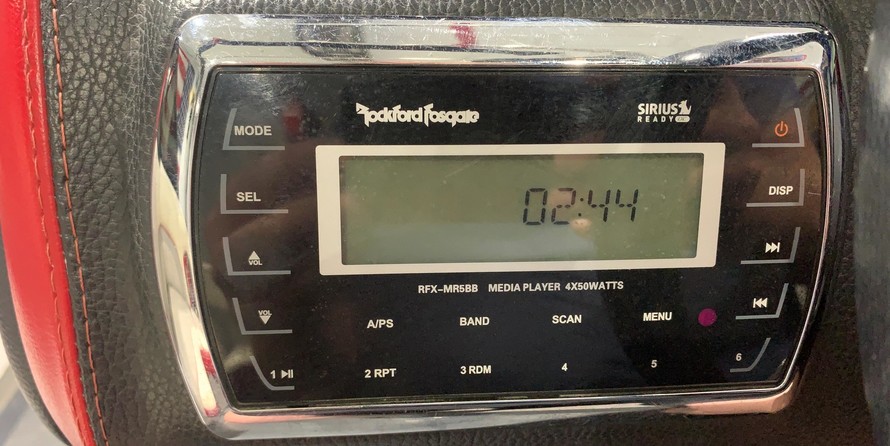 Rockford Fosgate
SIRIUS
READY
MODE
SEL
VOL
VOL
02:44
DISP
RFX-MR5BB MEDIA PLAYER 4X50WATTS
A/PS BAND SCAN MENU
1 2 RPT 3 RDM 4 5 6